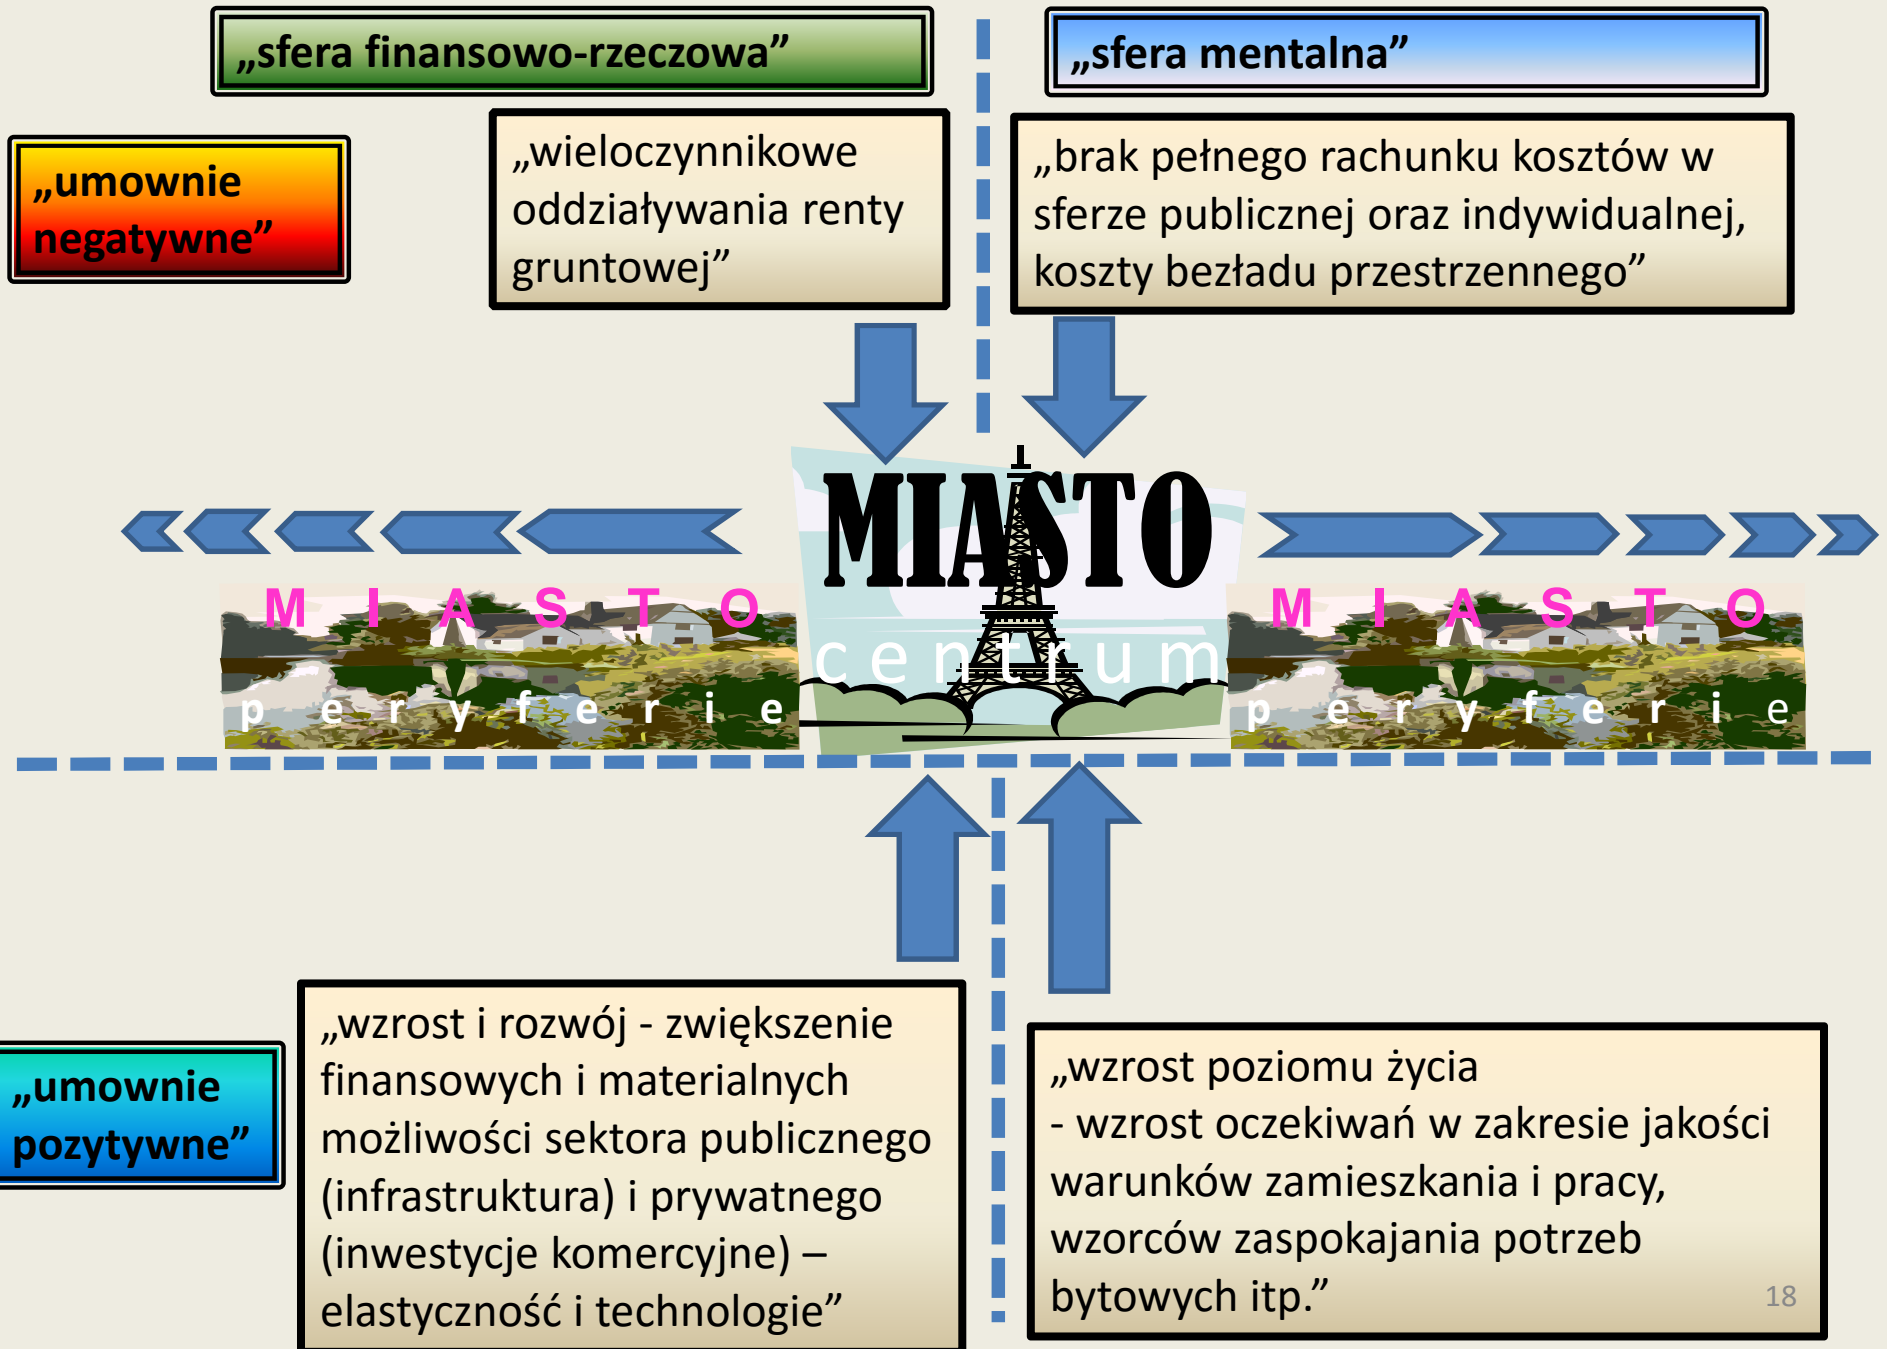 „sfera finansowo-rzeczowa”
„sfera mentalna”
„umownie
negatywne”
„wieloczynnikowe
oddziaływania renty
gruntowej”
„brak pełnego rachunku kosztów w
sferze publicznej oraz indywidualnej,
koszty bezładu przestrzennego”
MIASTO
centrum
M I A S T O
p e r y f e r i e
M I A S T O
p e r y f e r i e
„umownie
pozytywne”
„wzrost i rozwój - zwiększenie
finansowych i materialnych
możliwości sektora publicznego
(infrastruktura) i prywatnego
(inwestycje komercyjne) –
elastyczność i technologie”
„wzrost poziomu życia
- wzrost oczekiwań w zakresie jakości
warunków zamieszkania i pracy,
wzorców zaspokajania potrzeb
bytowych itp.”
18